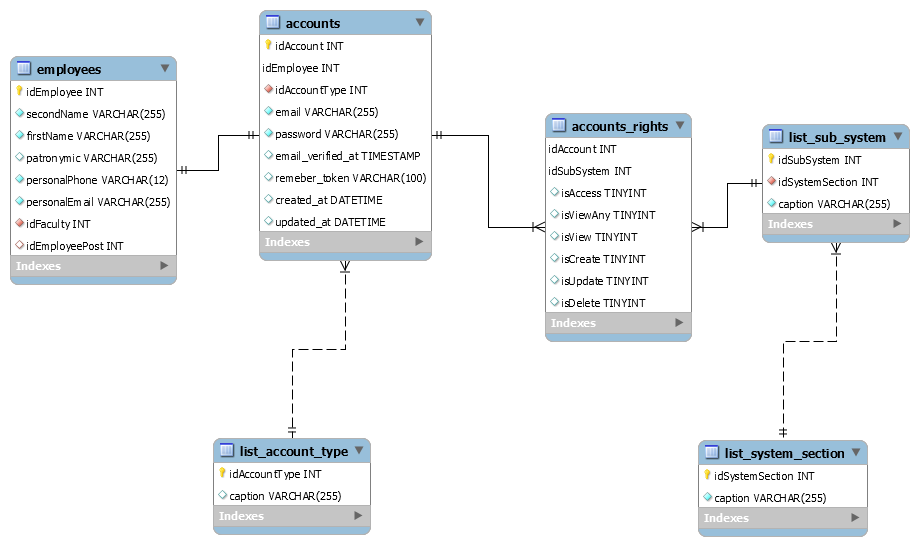 employees
idEmployee INT
secondName VARCHAR(255)
firstName VARCHAR(255)
patronymic VARCHAR(255)
personalPhone VARCHAR(12)
personalEmail VARCHAR(255)
idFaculty INT
idEmployeePost INT
Indexes
accounts
idAccount INT
idEmployee INT
idAccountType INT
email VARCHAR(255)
password VARCHAR(255)
email_verified_at TIMESTAMP
remeber_token VARCHAR(100)
created_at DATETIME
updated_at DATETIME
Indexes
accounts_rights
idAccount INT
idSubSystem INT
isAccess TINYINT
isViewAny TINYINT
isView TINYINT
isCreate TINYINT
isUpdate TINYINT
isDelete TINYINT
Indexes
list_sub_system
idSubSystem INT
idSystemSection INT
caption VARCHAR(255)
Indexes
list_account_type
idAccountType INT
caption VARCHAR(255)
Indexes
list_system_section
idSystemSection INT
caption VARCHAR(255)
Indexes